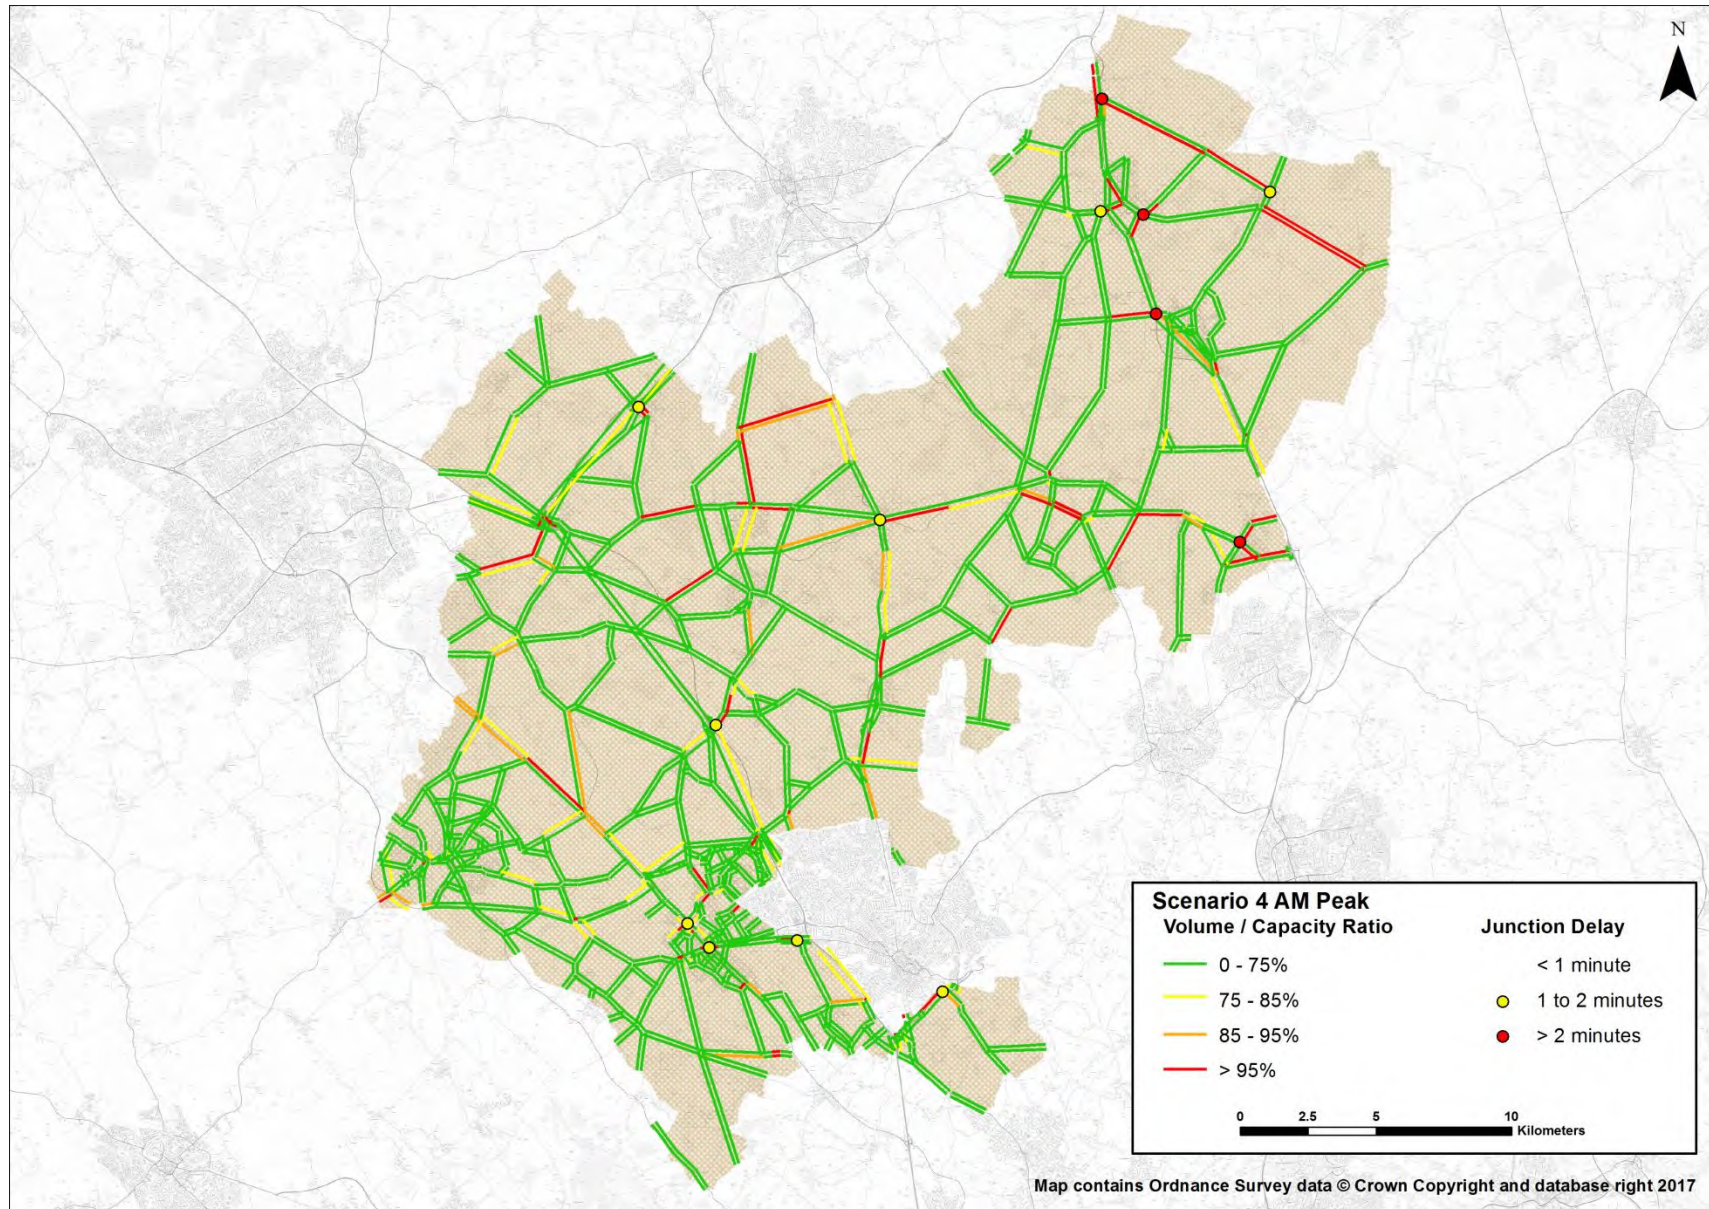 N
Scenario 4 AM Peak
Volume / Capacity Ratio
Junction Delay
0 - 75%
< 1 minute
75 - 85%
1 to 2 minutes
85 - 95%
> 2 minutes
> 95%
0 2.5 5 10
Kilometers
Map contains Ordnance Survey data © Crown Copyright and database right 2017